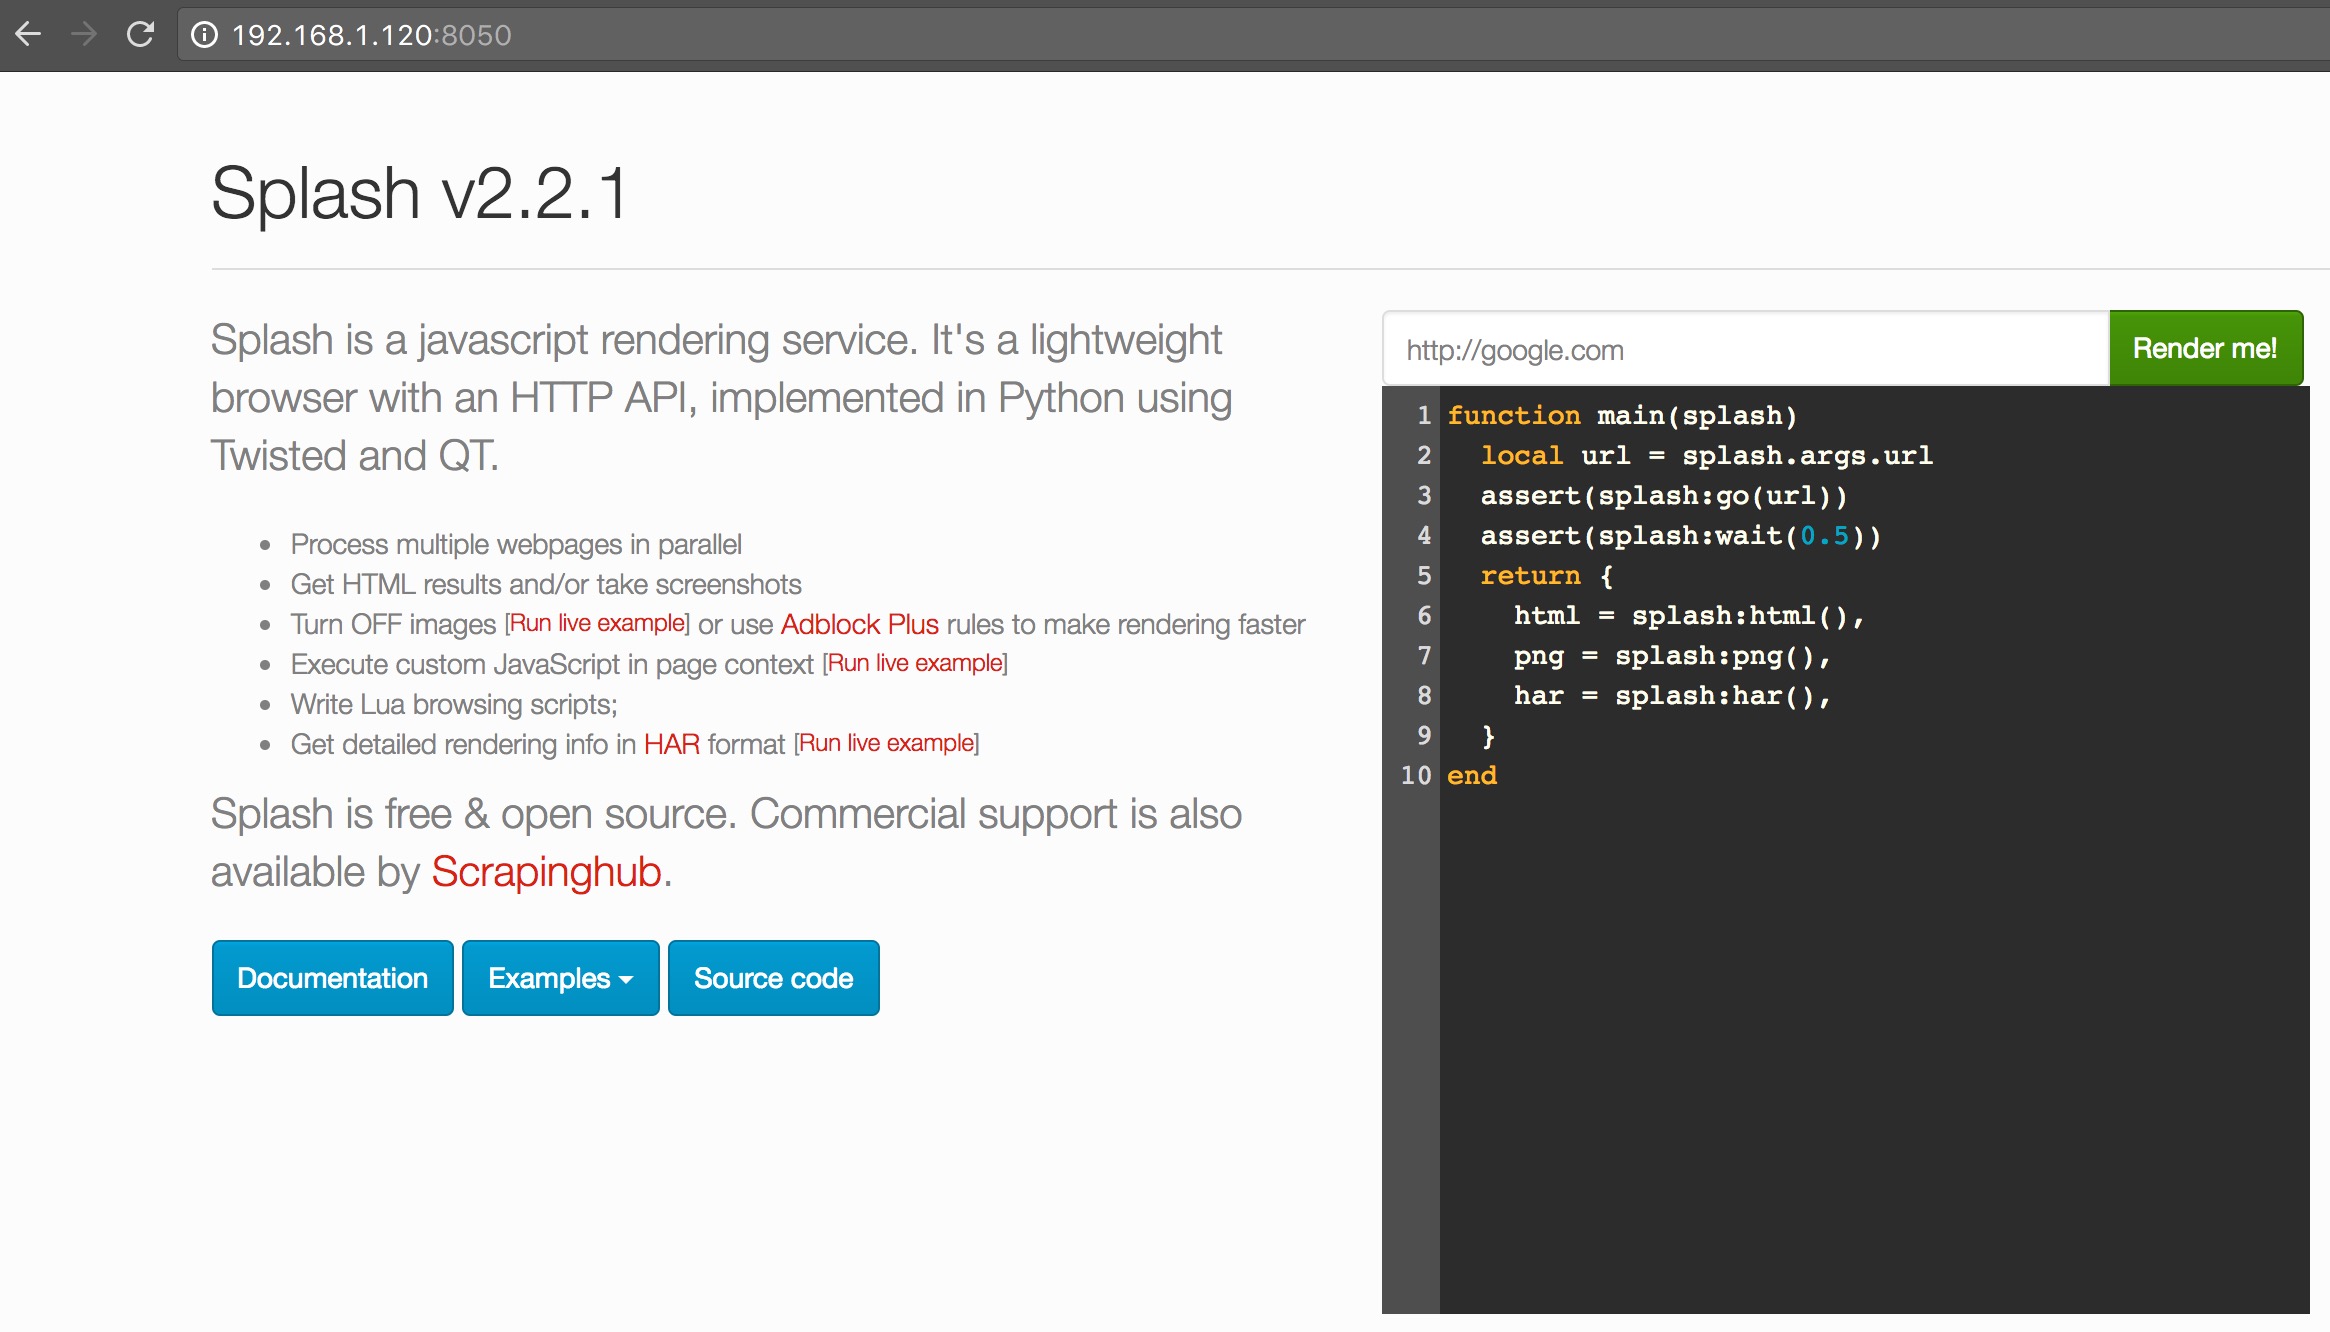 192.168.1.120:8050
Splash v2.2.1
Splash is a javascript rendering service. It's a lightweight
browser with an HTTP API, implemented in Python using
Twisted and QT.
Process multiple webpages in parallel
Get HTML results and/or take screenshots
Turn OFF images [Run live example] or use Adblock Plus rules to make rendering faster
Execute custom JavaScript in page context [Run live example]
Write Lua browsing scripts;
Get detailed rendering info in HAR format [Run live example]
Splash is free & open source. Commercial support is also
available by Scrapinghub.
Documentation Examples Source code
http://google.com Render me!
1 function main(splash)
2   local url = splash.args.url
3   assert(splash:go(url))
4   assert(splash:wait(0.5))
5   return {
6     html = splash:html(),
7     png = splash:png(),
8     har = splash:har(),
9   }
10 end